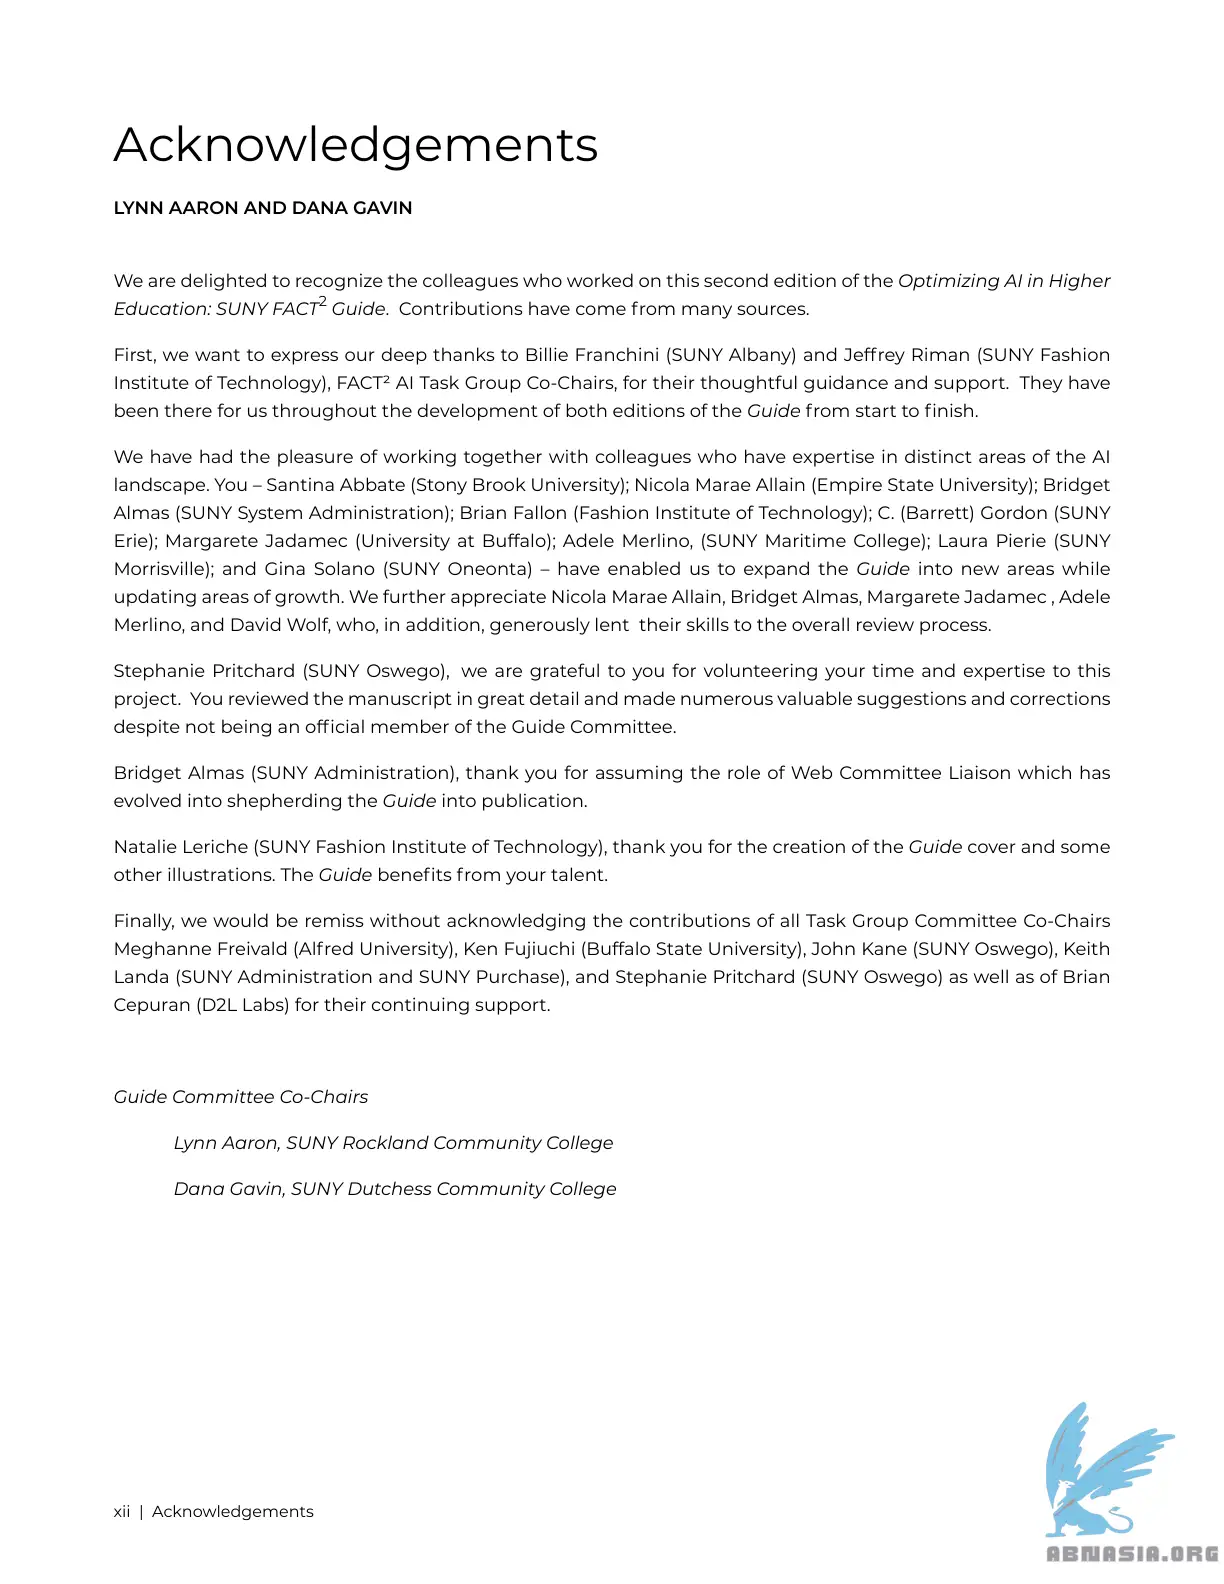 Acknowledgements
LYNN AARON AND DANA GAVIN
We are delighted to recognize the colleagues who worked on this second edition of the Optimizing AI in Higher
Education: SUNY FACT² Guide.  Contributions have come from many sources.
First, we want to express our deep thanks to Billie Franchini (SUNY Albany) and Jeffrey Riman (SUNY Fashion
Institute of Technology), FACT² AI Task Group Co-Chairs, for their thoughtful guidance and support.  They have
been there for us throughout the development of both editions of the Guide from start to finish.
We have had the pleasure of working together with colleagues who have expertise in distinct areas of the AI
landscape. You – Santina Abbate (Stony Brook University); Nicola Marae Allain (Empire State University); Bridget
Almas (SUNY System Administration); Brian Fallon (Fashion Institute of Technology); C. (Barrett) Gordon (SUNY
Erie); Margarete Jadamec (University at Buffalo); Adele Merlino, (SUNY Maritime College); Laura Pierie (SUNY
Morrisville); and Gina Solano (SUNY Oneonta) – have enabled us to expand the Guide into new areas while
updating areas of growth. We further appreciate Nicola Marae Allain, Bridget Almas, Margarete Jadamec , Adele
Merlino, and David Wolf, who, in addition, generously lent  their skills to the overall review process.
Stephanie Pritchard (SUNY Oswego),  we are grateful to you for volunteering your time and expertise to this
project.  You reviewed the manuscript in great detail and made numerous valuable suggestions and corrections
despite not being an official member of the Guide Committee.
Bridget Almas (SUNY Administration), thank you for assuming the role of Web Committee Liaison which has
evolved into shepherding the Guide into publication.
Natalie Leriche (SUNY Fashion Institute of Technology), thank you for the creation of the Guide cover and some
other illustrations. The Guide benefits from your talent.
Finally, we would be remiss without acknowledging the contributions of all Task Group Committee Co-Chairs
Meghanne Freivald (Alfred University), Ken Fujiuchi (Buffalo State University), John Kane (SUNY Oswego), Keith
Landa (SUNY Administration and SUNY Purchase), and Stephanie Pritchard (SUNY Oswego) as well as of Brian
Cepuran (D2L Labs) for their continuing support.
Guide Committee Co-Chairs
Lynn Aaron, SUNY Rockland Community College
Dana Gavin, SUNY Dutchess Community College
xii | Acknowledgements
ABNASIA.ORG